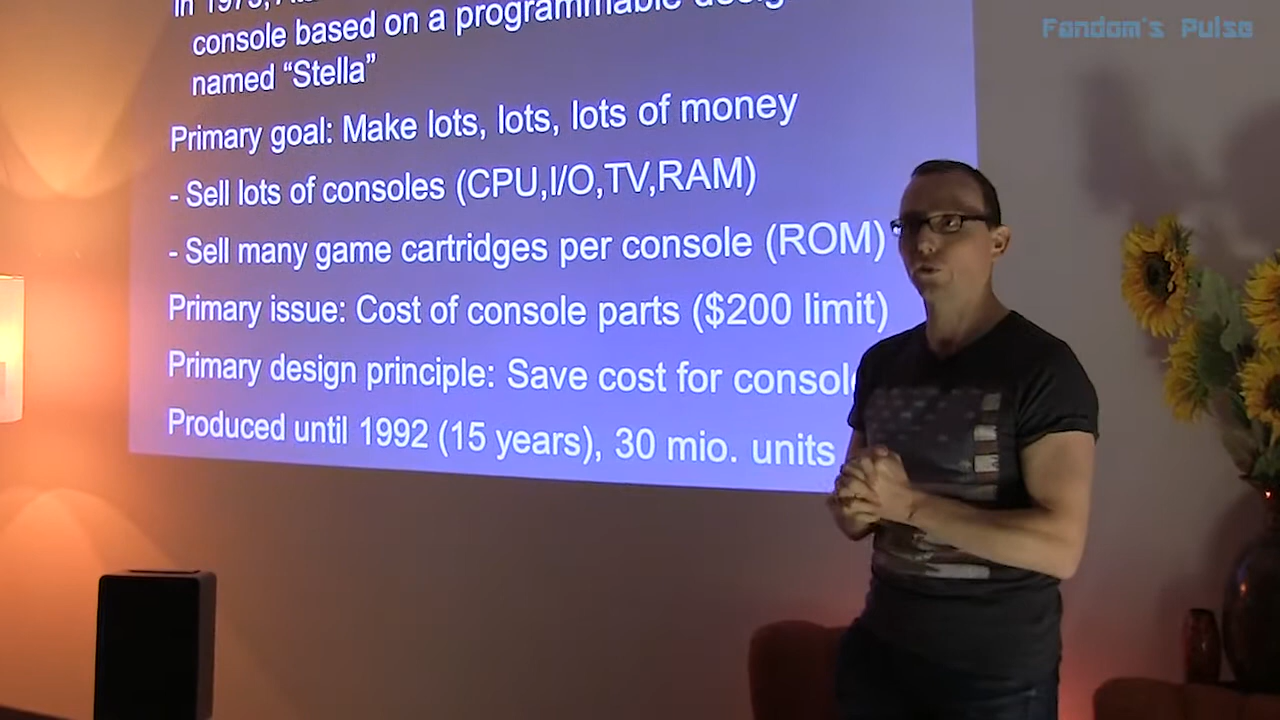 console based on a programmable
named “Stella”
Primary goal: Make lots, lots, lots of money
- Sell lots of consoles (CPU,I/O,TV,RAM)
- Sell many game cartridges per console (ROM)
Primary issue: Cost of console parts ($200 limit)
Primary design principle: Save cost for
Produced until 1992 (15 years), 30 mio. units
Fandom's Pulse